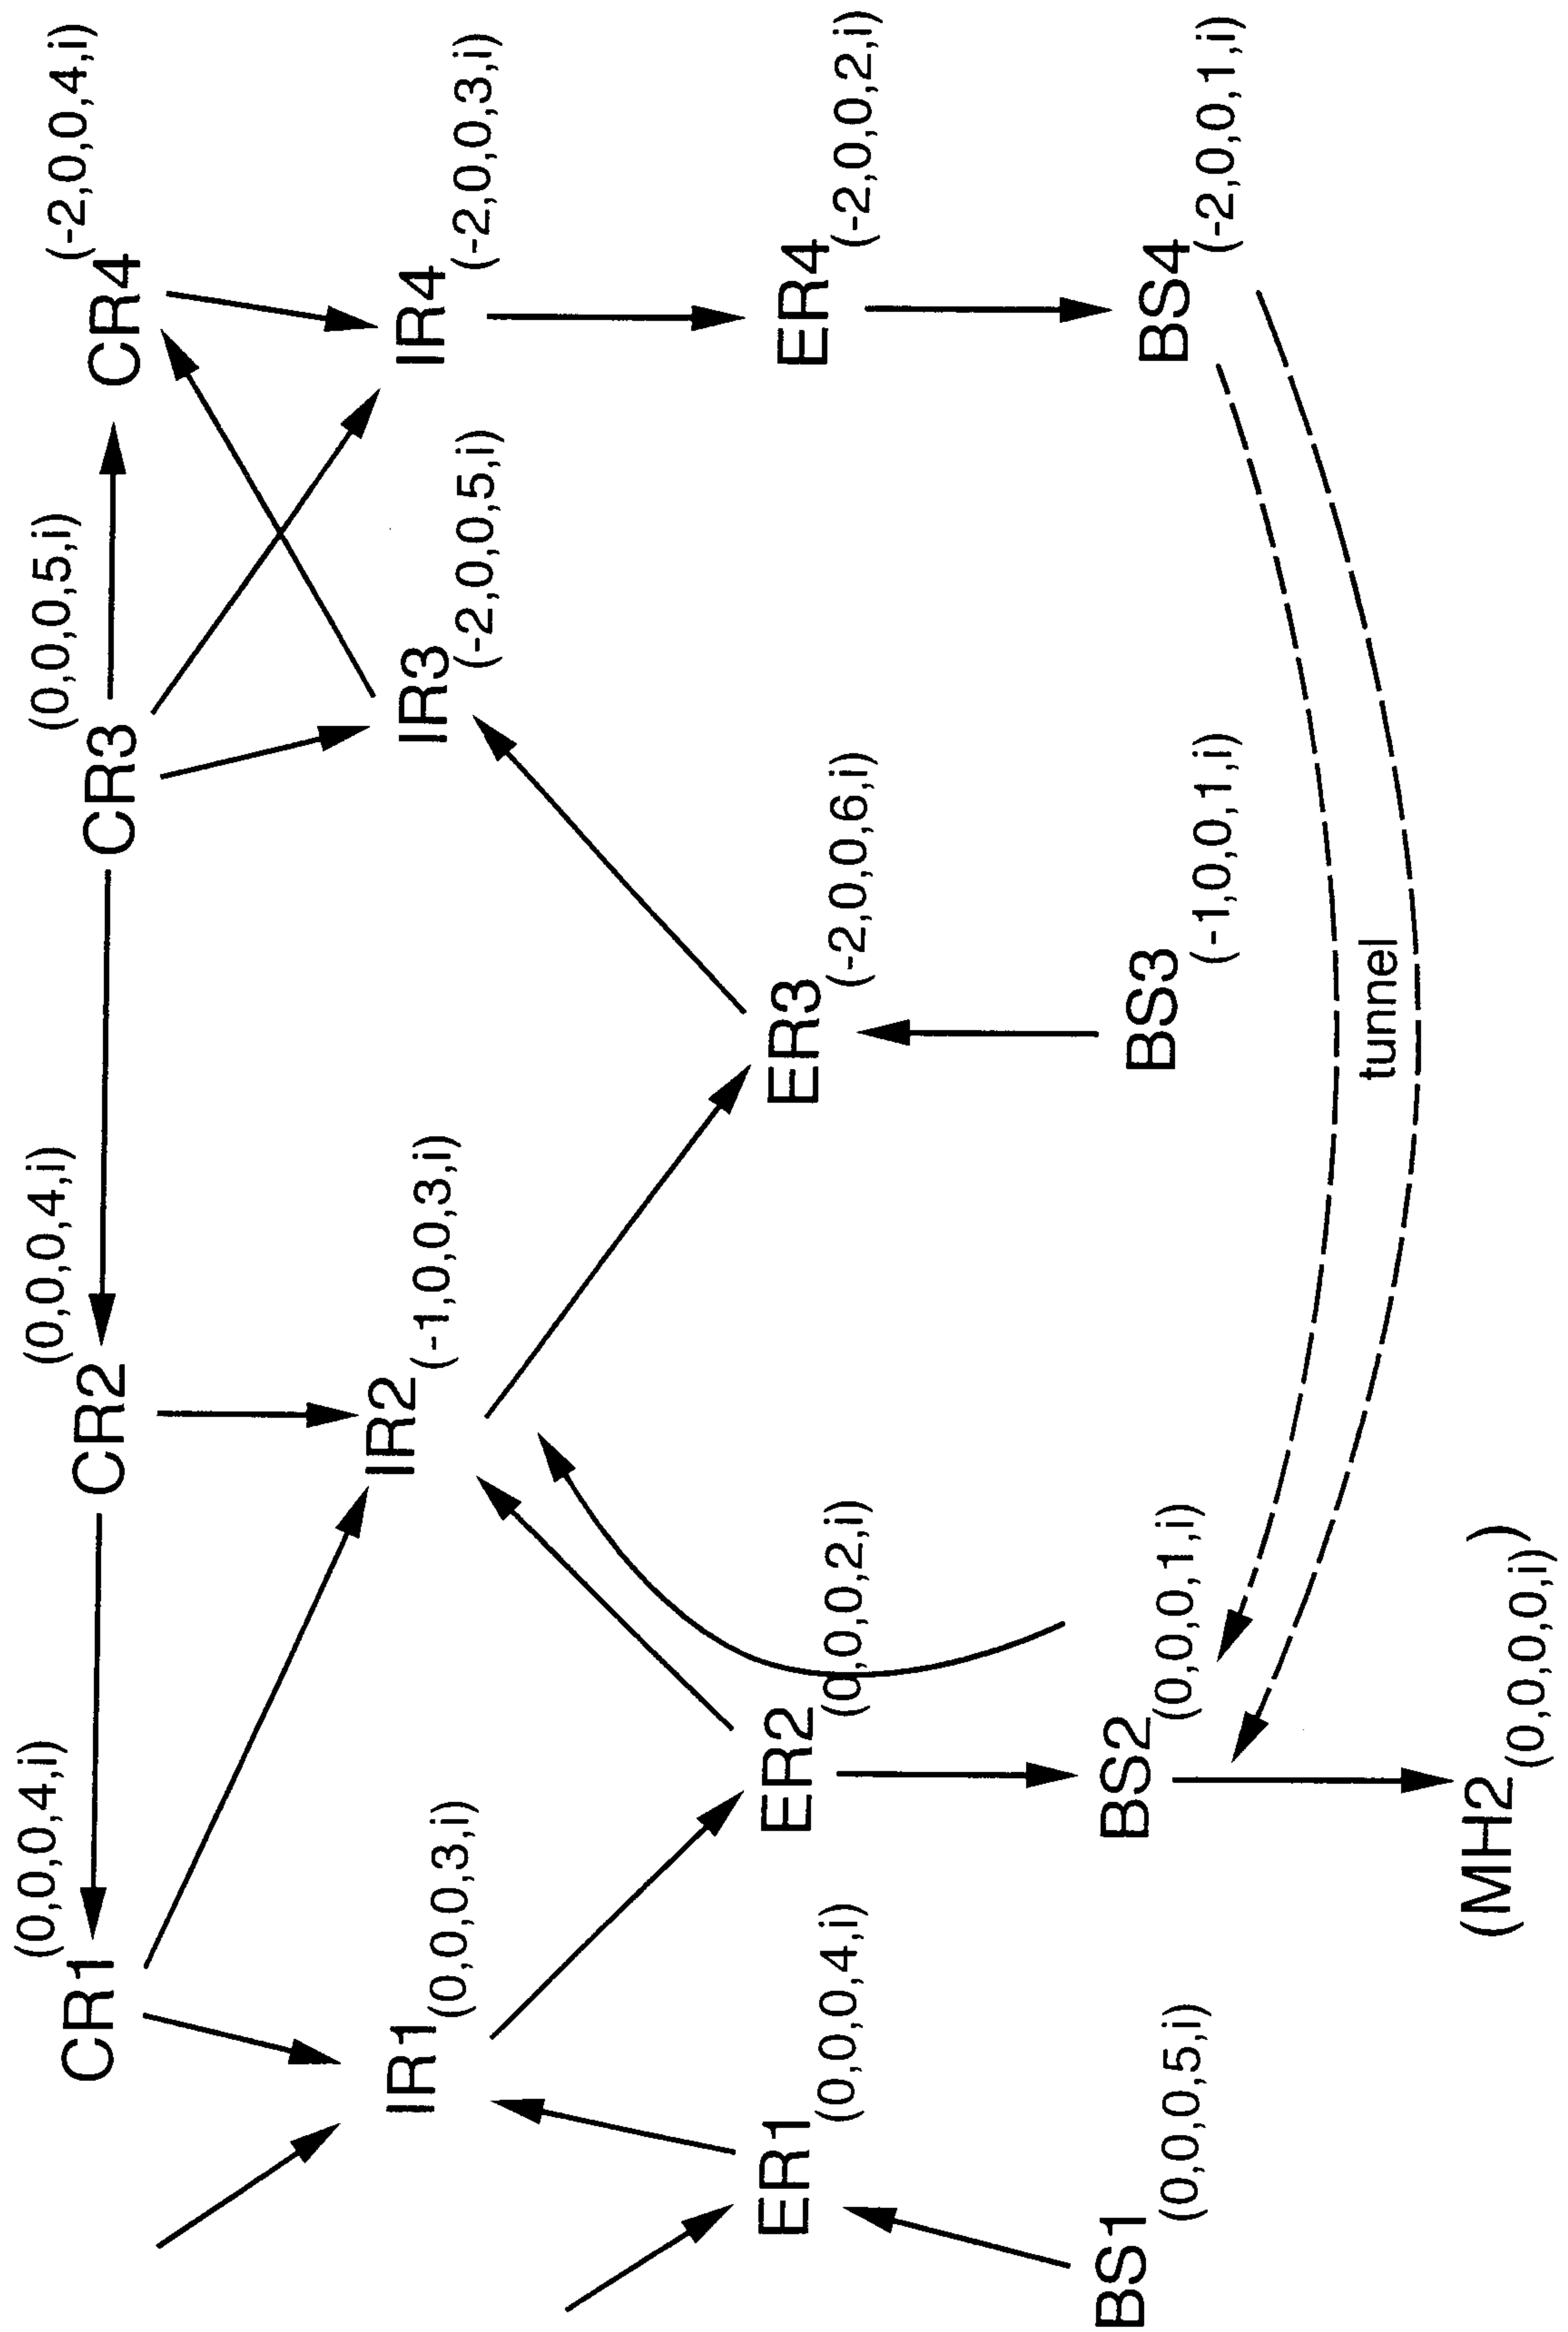 CR1
(0,0,0,4,i)
CR2
(0,0,0,4,i)
CR3
(0,0,0,5,i)
CR4
(-2,0,0,4,i)
IR1
(0,0,0,3,i)
IR2
(-1,0,0,3,i)
IR3
(-2,0,0,5,i)
IR4
(-2,0,0,3,i)
ER1
(0,0,0,4,i)
ER2
(0,0,0,2,i)
ER3
(-2,0,0,6,i)
ER4
(-2,0,0,2,i)
BS1
(0,0,0,5,i)
BS2
(0,0,0,1,i)
BS3
(-1,0,0,1,i)
BS4
(-2,0,0,1,i)
tunnel
(MH2
(0,0,0,0,i))